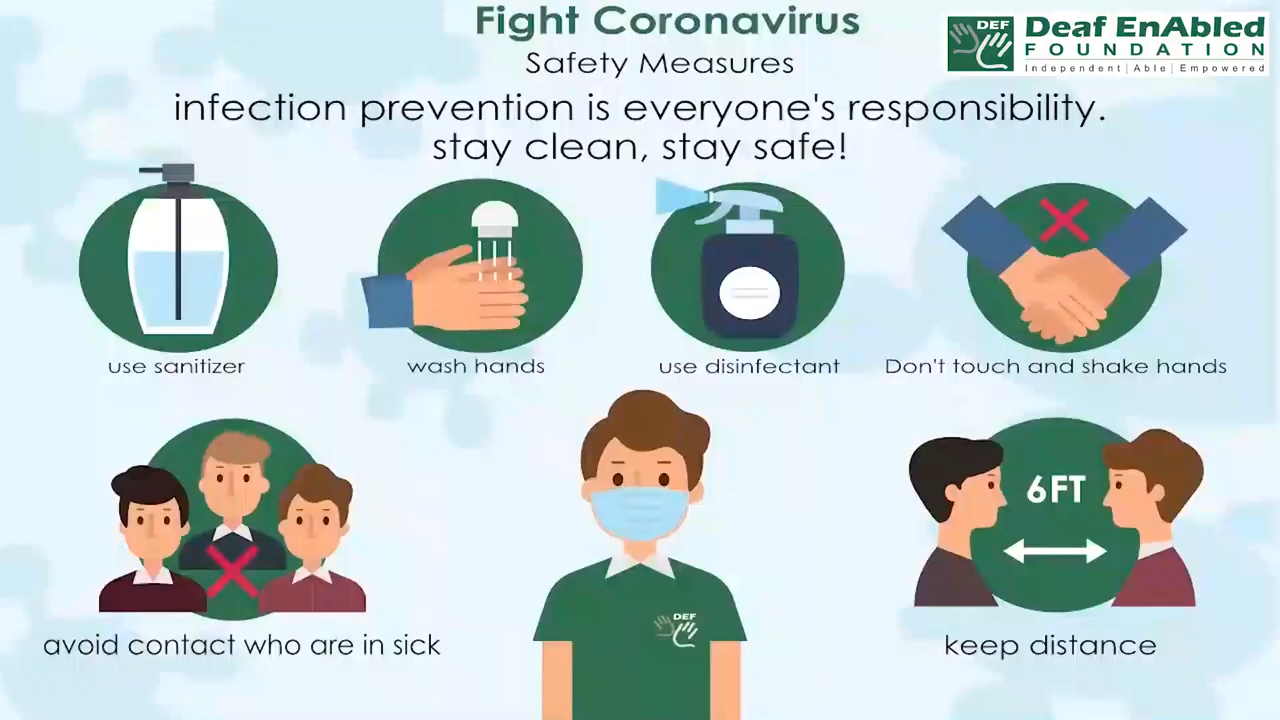 Fight Coronavirus
Safety Measures
infection prevention is everyone's responsibility.
stay clean, stay safe!
DEF
Deaf EnAbled
FOUNDATION
Independent | Able | Empowered
use sanitizer
wash hands
use disinfectant
Don't touch and shake hands
6FT
DEF
avoid contact who are in sick
keep distance